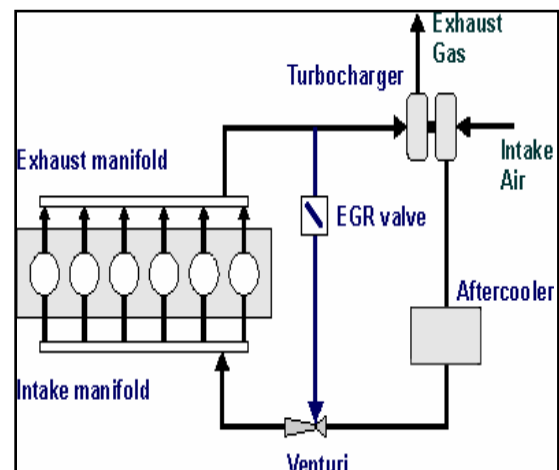 Exhaust
Gas
Turbocharger
Exhaust manifold
Intake
Air
EGR valve
Aftercooler
Intake manifold
Venturi